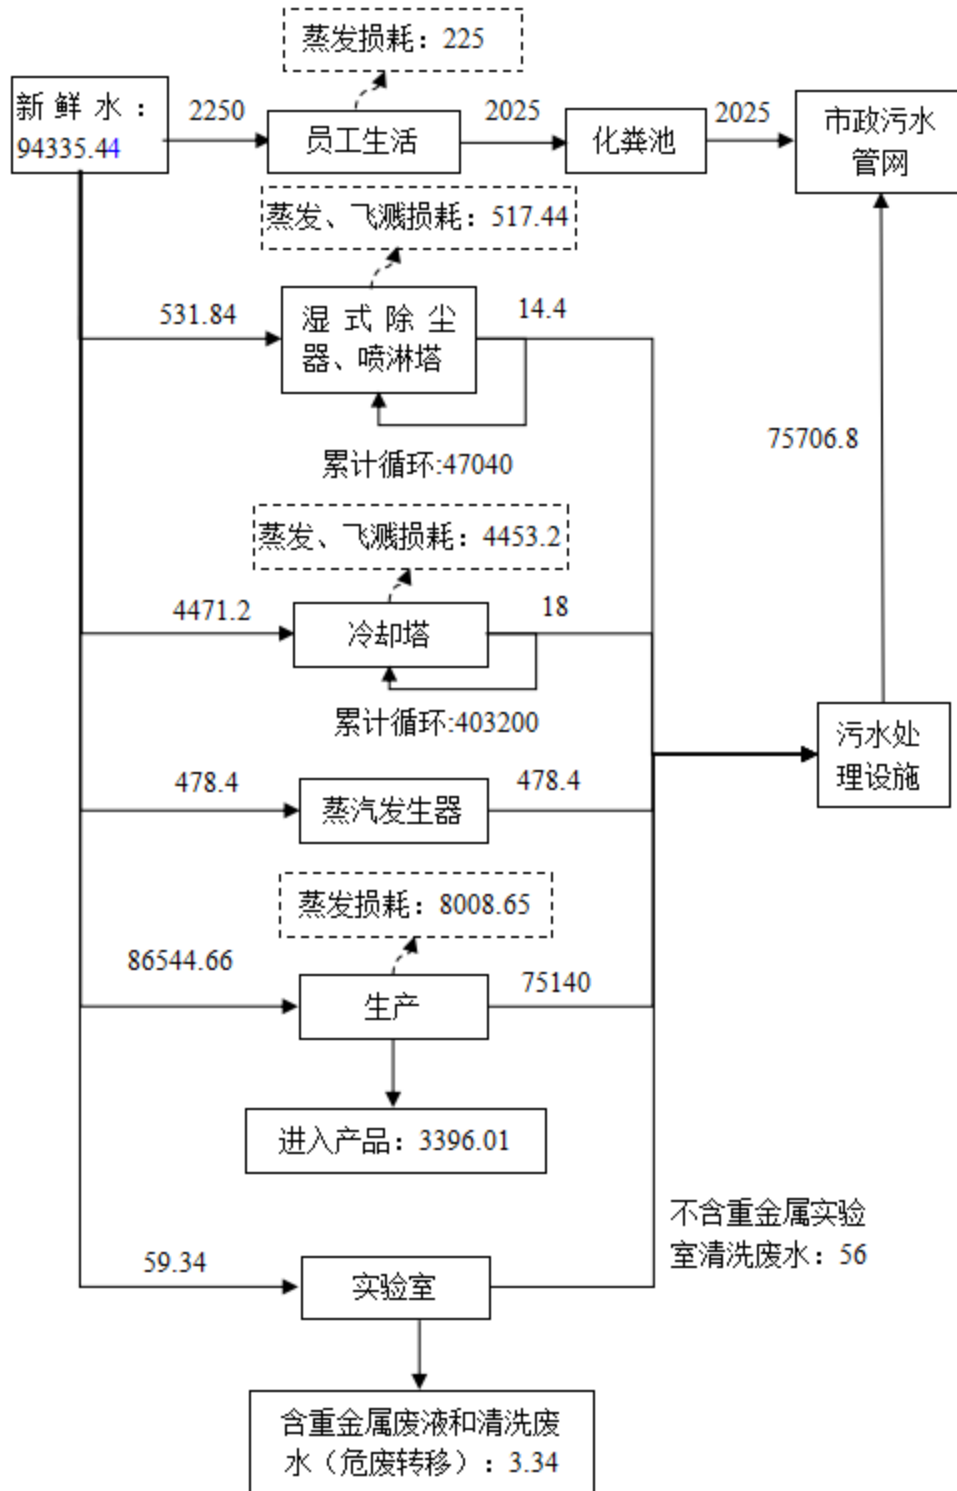 蒸发损耗：225
新鲜水：
94335.44
2250
员工生活
2025
化粪池
2025
市政污水
管网
蒸发、飞溅损耗：517.44
531.84
湿式除尘
器、喷淋塔
14.4
累计循环:47040
75706.8
蒸发、飞溅损耗：4453.2
4471.2
冷却塔
18
累计循环:403200
污水处
理设施
478.4
蒸汽发生器
478.4
蒸发损耗：8008.65
86544.66
生产
75140
进入产品：3396.01
不含重金属实验
室清洗废水：56
59.34
实验室
含重金属废液和清洗废
水（危废转移）：3.34